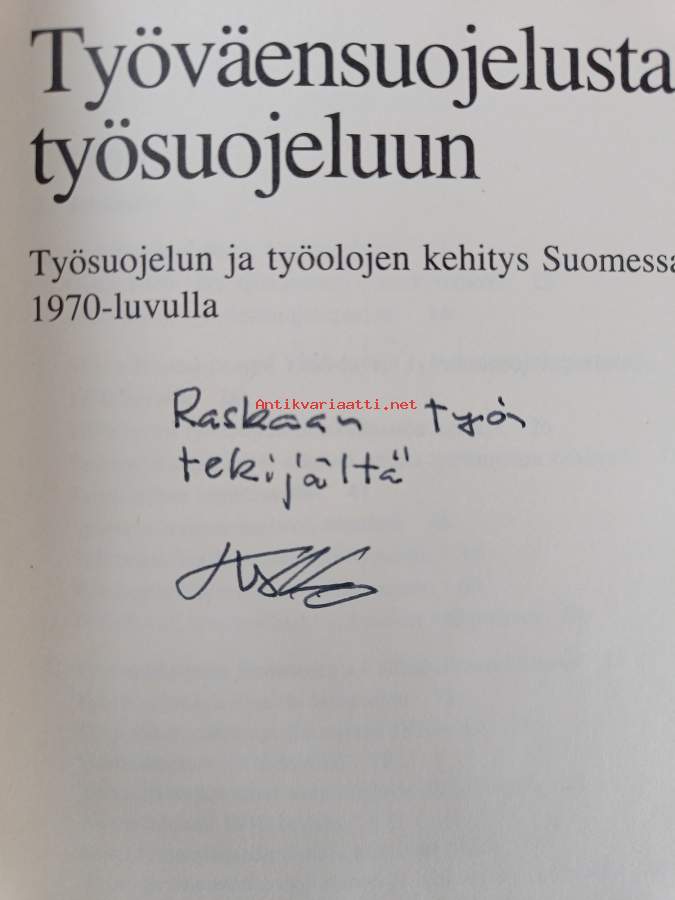 Työväensuojelusta
työsuojeluun
Työsuojelun ja työolojen kehitys Suomessa
1970-luvulla
Antikvariaatti.net
Raskaan työn
tekijältä